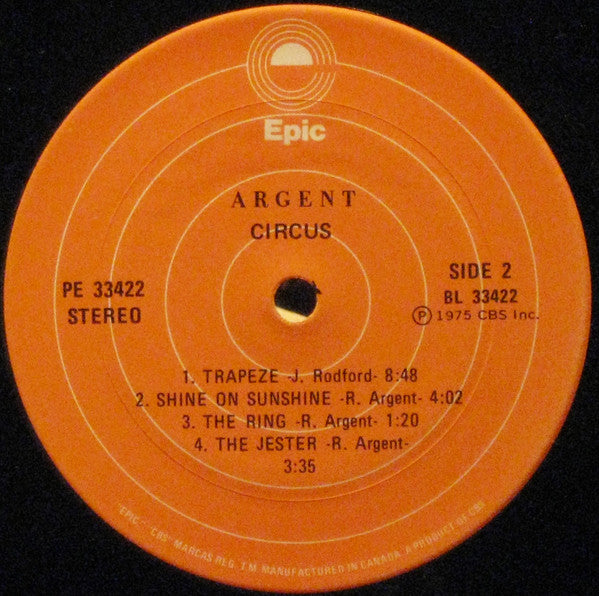 Epic
ARGENT
CIRCUS
PE 33422
STEREO
SIDE 2
BL 33422
Ⓟ 1975 CBS Inc.
1. TRAPEZE -J. Rodford- 8:48
2. SHINE ON SUNSHINE -R. Argent- 4:02
3. THE RING -R. Argent- 1:20
4. THE JESTER -R. Argent-
3:35
"EPIC," "CBS" MARCAS REG. T.M. MANUFACTURED IN CANADA. A PRODUCT OF CBS